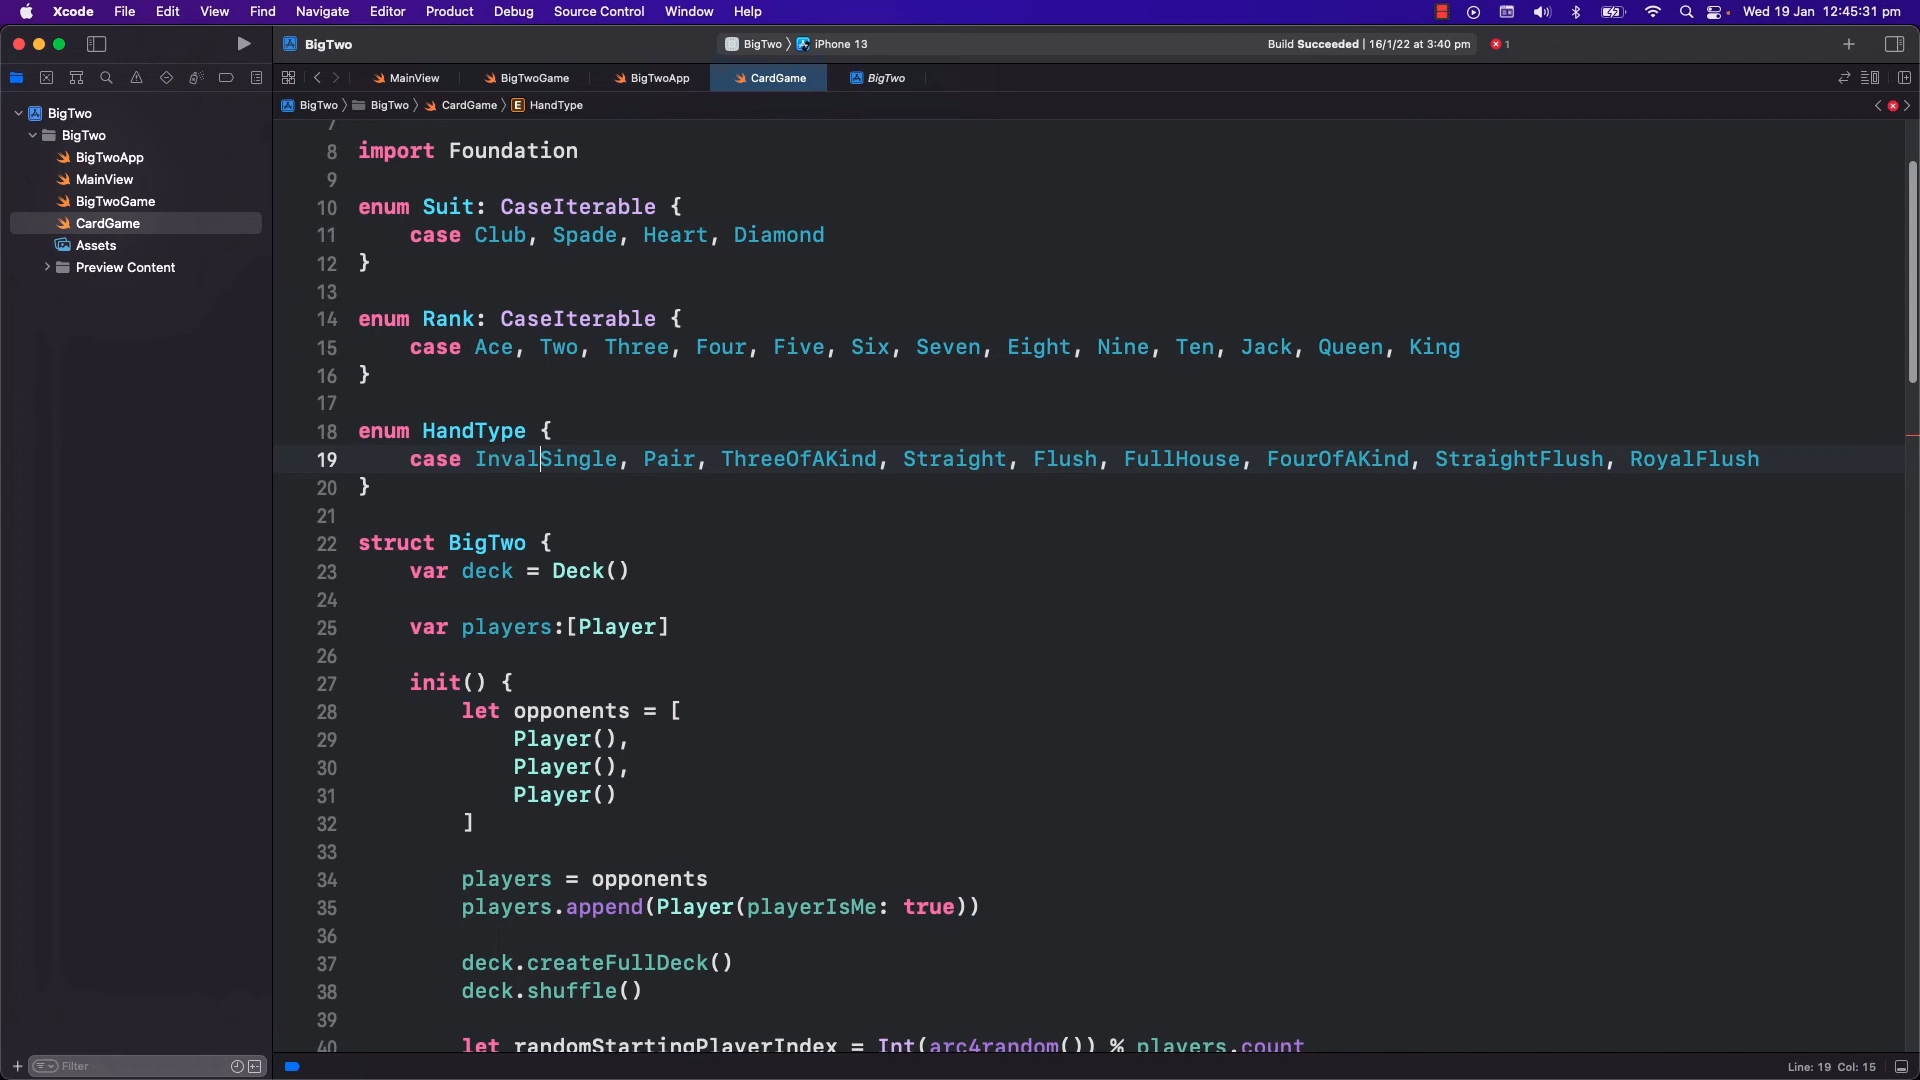 Xcode File Edit View Find Navigate Editor Product Debug Source Control Window Help Wed 19 Jan 12:45:31 pm
BigTwo BigTwo iPhone 13 Build Succeeded | 16/1/22 at 3:40 pm 1
MainView BigTwoGame BigTwoApp CardGame BigTwo
BigTwo BigTwo CardGame E HandType
BigTwo
BigTwo
BigTwoApp
MainView
BigTwoGame
CardGame
Assets
Preview Content
Filter
7
8 import Foundation
9
10 enum Suit: CaseIterable {
11 case Club, Spade, Heart, Diamond
12 }
13
14 enum Rank: CaseIterable {
15 case Ace, Two, Three, Four, Five, Six, Seven, Eight, Nine, Ten, Jack, Queen, King
16 }
17
18 enum HandType {
19 case InvalSingle, Pair, ThreeOfAKind, Straight, Flush, FullHouse, FourOfAKind, StraightFlush, RoyalFlush
20 }
21
22 struct BigTwo {
23 var deck = Deck()
24
25 var players:[Player]
26
27 init() {
28 let opponents = [
29 Player(),
30 Player(),
31 Player()
32 ]
33
34 players = opponents
35 players.append(Player(playerIsMe: true))
36
37 deck.createFullDeck()
38 deck.shuffle()
39
40 let randomStartingPlayerIndex = Int(arc4random()) % players.count
Line: 19 Col: 15